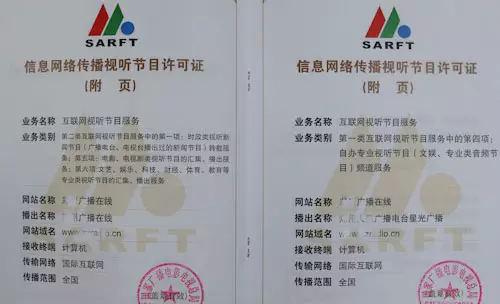 SARFT
信息网络传播视听节目许可证
(附 页)
业务名称 互联网视听节目服务
业务类别 第二类互联网视听节目服务中的第一项:时政类视听新
闻节目(广播电台、电视台播出过的新闻节目)转载服
务;第五项:电影、电视剧类视听节目的汇集、播出服
务;第六项:文艺、娱乐、科技、财经、体育、教育等
专业类视听节目的汇集、播出服务
网站名称 广播在线
播出名称 广播在线
网站域名 www.
接收终端 计算机
传输网络 国际互联网
传播范围 全国
SARFT
SARFT
信息网络传播视听节目许可证
(附 页)
业务名称 互联网视听节目服务
业务类别 第一类互联网视听节目服务中的第四项:
自办专业视听节目(文娱、专业类音频节
目)频道服务
网站名称 广播在线
播出名称 人民广播电台星光广播
网站域名 www.
接收终端 计算机
传输网络 国际互联网
传播范围 全国
SARFT